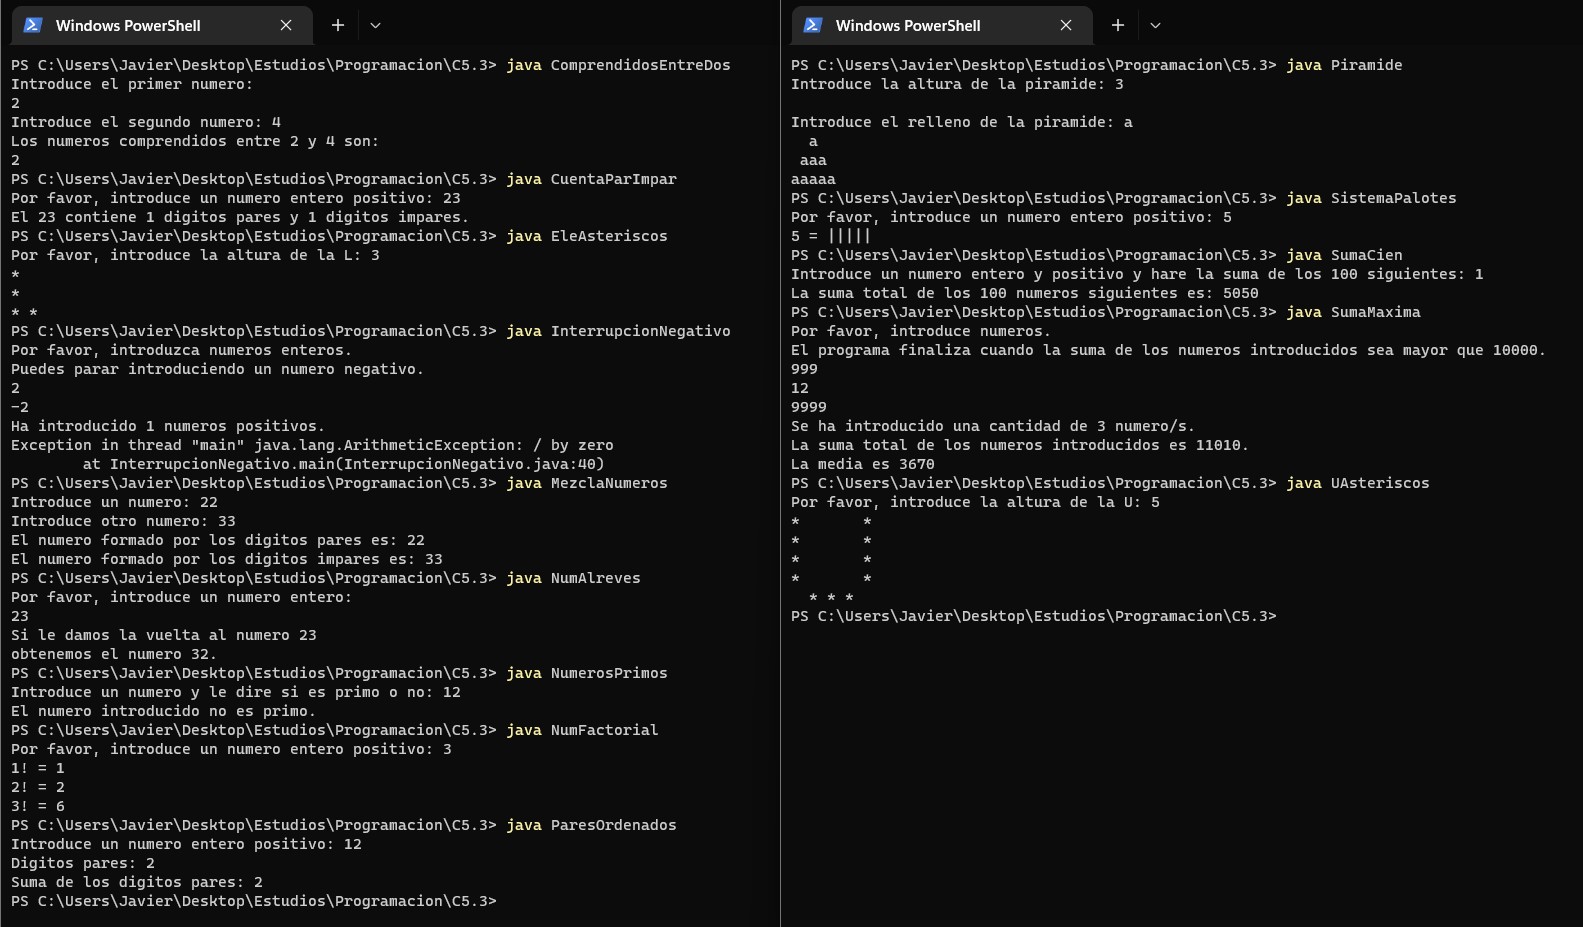 Windows PowerShell
PS C:\Users\Javier\Desktop\Estudios\Programacion\C5.3> java ComprendidosEntreDos
Introduce el primer numero:
2
Introduce el segundo numero: 4
Los numeros comprendidos entre 2 y 4 son:
2
PS C:\Users\Javier\Desktop\Estudios\Programacion\C5.3> java CuentaParImpar
Por favor, introduce un numero entero positivo: 23
El 23 contiene 1 digitos pares y 1 digitos impares.
PS C:\Users\Javier\Desktop\Estudios\Programacion\C5.3> java EleAsteriscos
Por favor, introduce la altura de la L: 3
*
*
* *
PS C:\Users\Javier\Desktop\Estudios\Programacion\C5.3> java InterrupcionNegativo
Por favor, introduzca numeros enteros.
Puedes parar introduciendo un numero negativo.
2
-2
Ha introducido 1 numeros positivos.
Exception in thread "main" java.lang.ArithmeticException: / by zero
        at InterrupcionNegativo.main(InterrupcionNegativo.java:40)
PS C:\Users\Javier\Desktop\Estudios\Programacion\C5.3> java MezclaNumeros
Introduce un numero: 22
Introduce otro numero: 33
El numero formado por los digitos pares es: 22
El numero formado por los digitos impares es: 33
PS C:\Users\Javier\Desktop\Estudios\Programacion\C5.3> java NumAlreves
Por favor, introduce un numero entero:
23
Si le damos la vuelta al numero 23
obtenemos el numero 32.
PS C:\Users\Javier\Desktop\Estudios\Programacion\C5.3> java NumerosPrimos
Introduce un numero y le dire si es primo o no: 12
El numero introducido no es primo.
PS C:\Users\Javier\Desktop\Estudios\Programacion\C5.3> java NumFactorial
Por favor, introduce un numero entero positivo: 3
1! = 1
2! = 2
3! = 6
PS C:\Users\Javier\Desktop\Estudios\Programacion\C5.3> java ParesOrdenados
Introduce un numero entero positivo: 12
Digitos pares: 2
Suma de los digitos pares: 2
PS C:\Users\Javier\Desktop\Estudios\Programacion\C5.3>
Windows PowerShell
PS C:\Users\Javier\Desktop\Estudios\Programacion\C5.3> java Piramide
Introduce la altura de la piramide: 3
Introduce el relleno de la piramide: a
  a
 aaa
aaaaa
PS C:\Users\Javier\Desktop\Estudios\Programacion\C5.3> java SistemaPalotes
Por favor, introduce un numero entero positivo: 5
5 = |||||
PS C:\Users\Javier\Desktop\Estudios\Programacion\C5.3> java SumaCien
Introduce un numero entero y positivo y hare la suma de los 100 siguientes: 1
La suma total de los 100 numeros siguientes es: 5050
PS C:\Users\Javier\Desktop\Estudios\Programacion\C5.3> java SumaMaxima
Por favor, introduce numeros.
El programa finaliza cuando la suma de los numeros introducidos sea mayor que 10000.
999
12
9999
Se ha introducido una cantidad de 3 numero/s.
La suma total de los numeros introducidos es 11010.
La media es 3670
PS C:\Users\Javier\Desktop\Estudios\Programacion\C5.3> java UAsteriscos
Por favor, introduce la altura de la U: 5
*       *
*       *
*       *
*       *
  * * *
PS C:\Users\Javier\Desktop\Estudios\Programacion\C5.3>